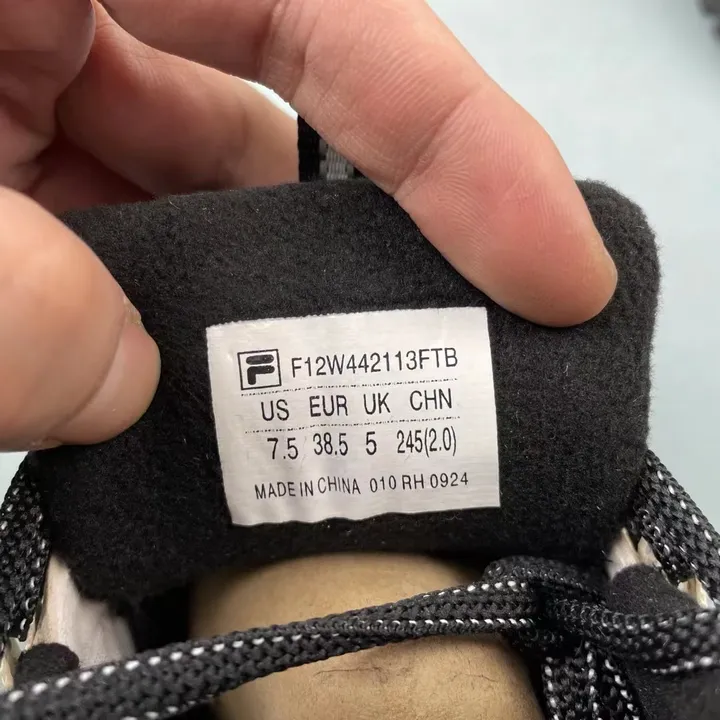 F F12W442113FTB
US EUR UK CHN
7.5 38.5 5 245(2.0)
MADE IN CHINA 010 RH 0924